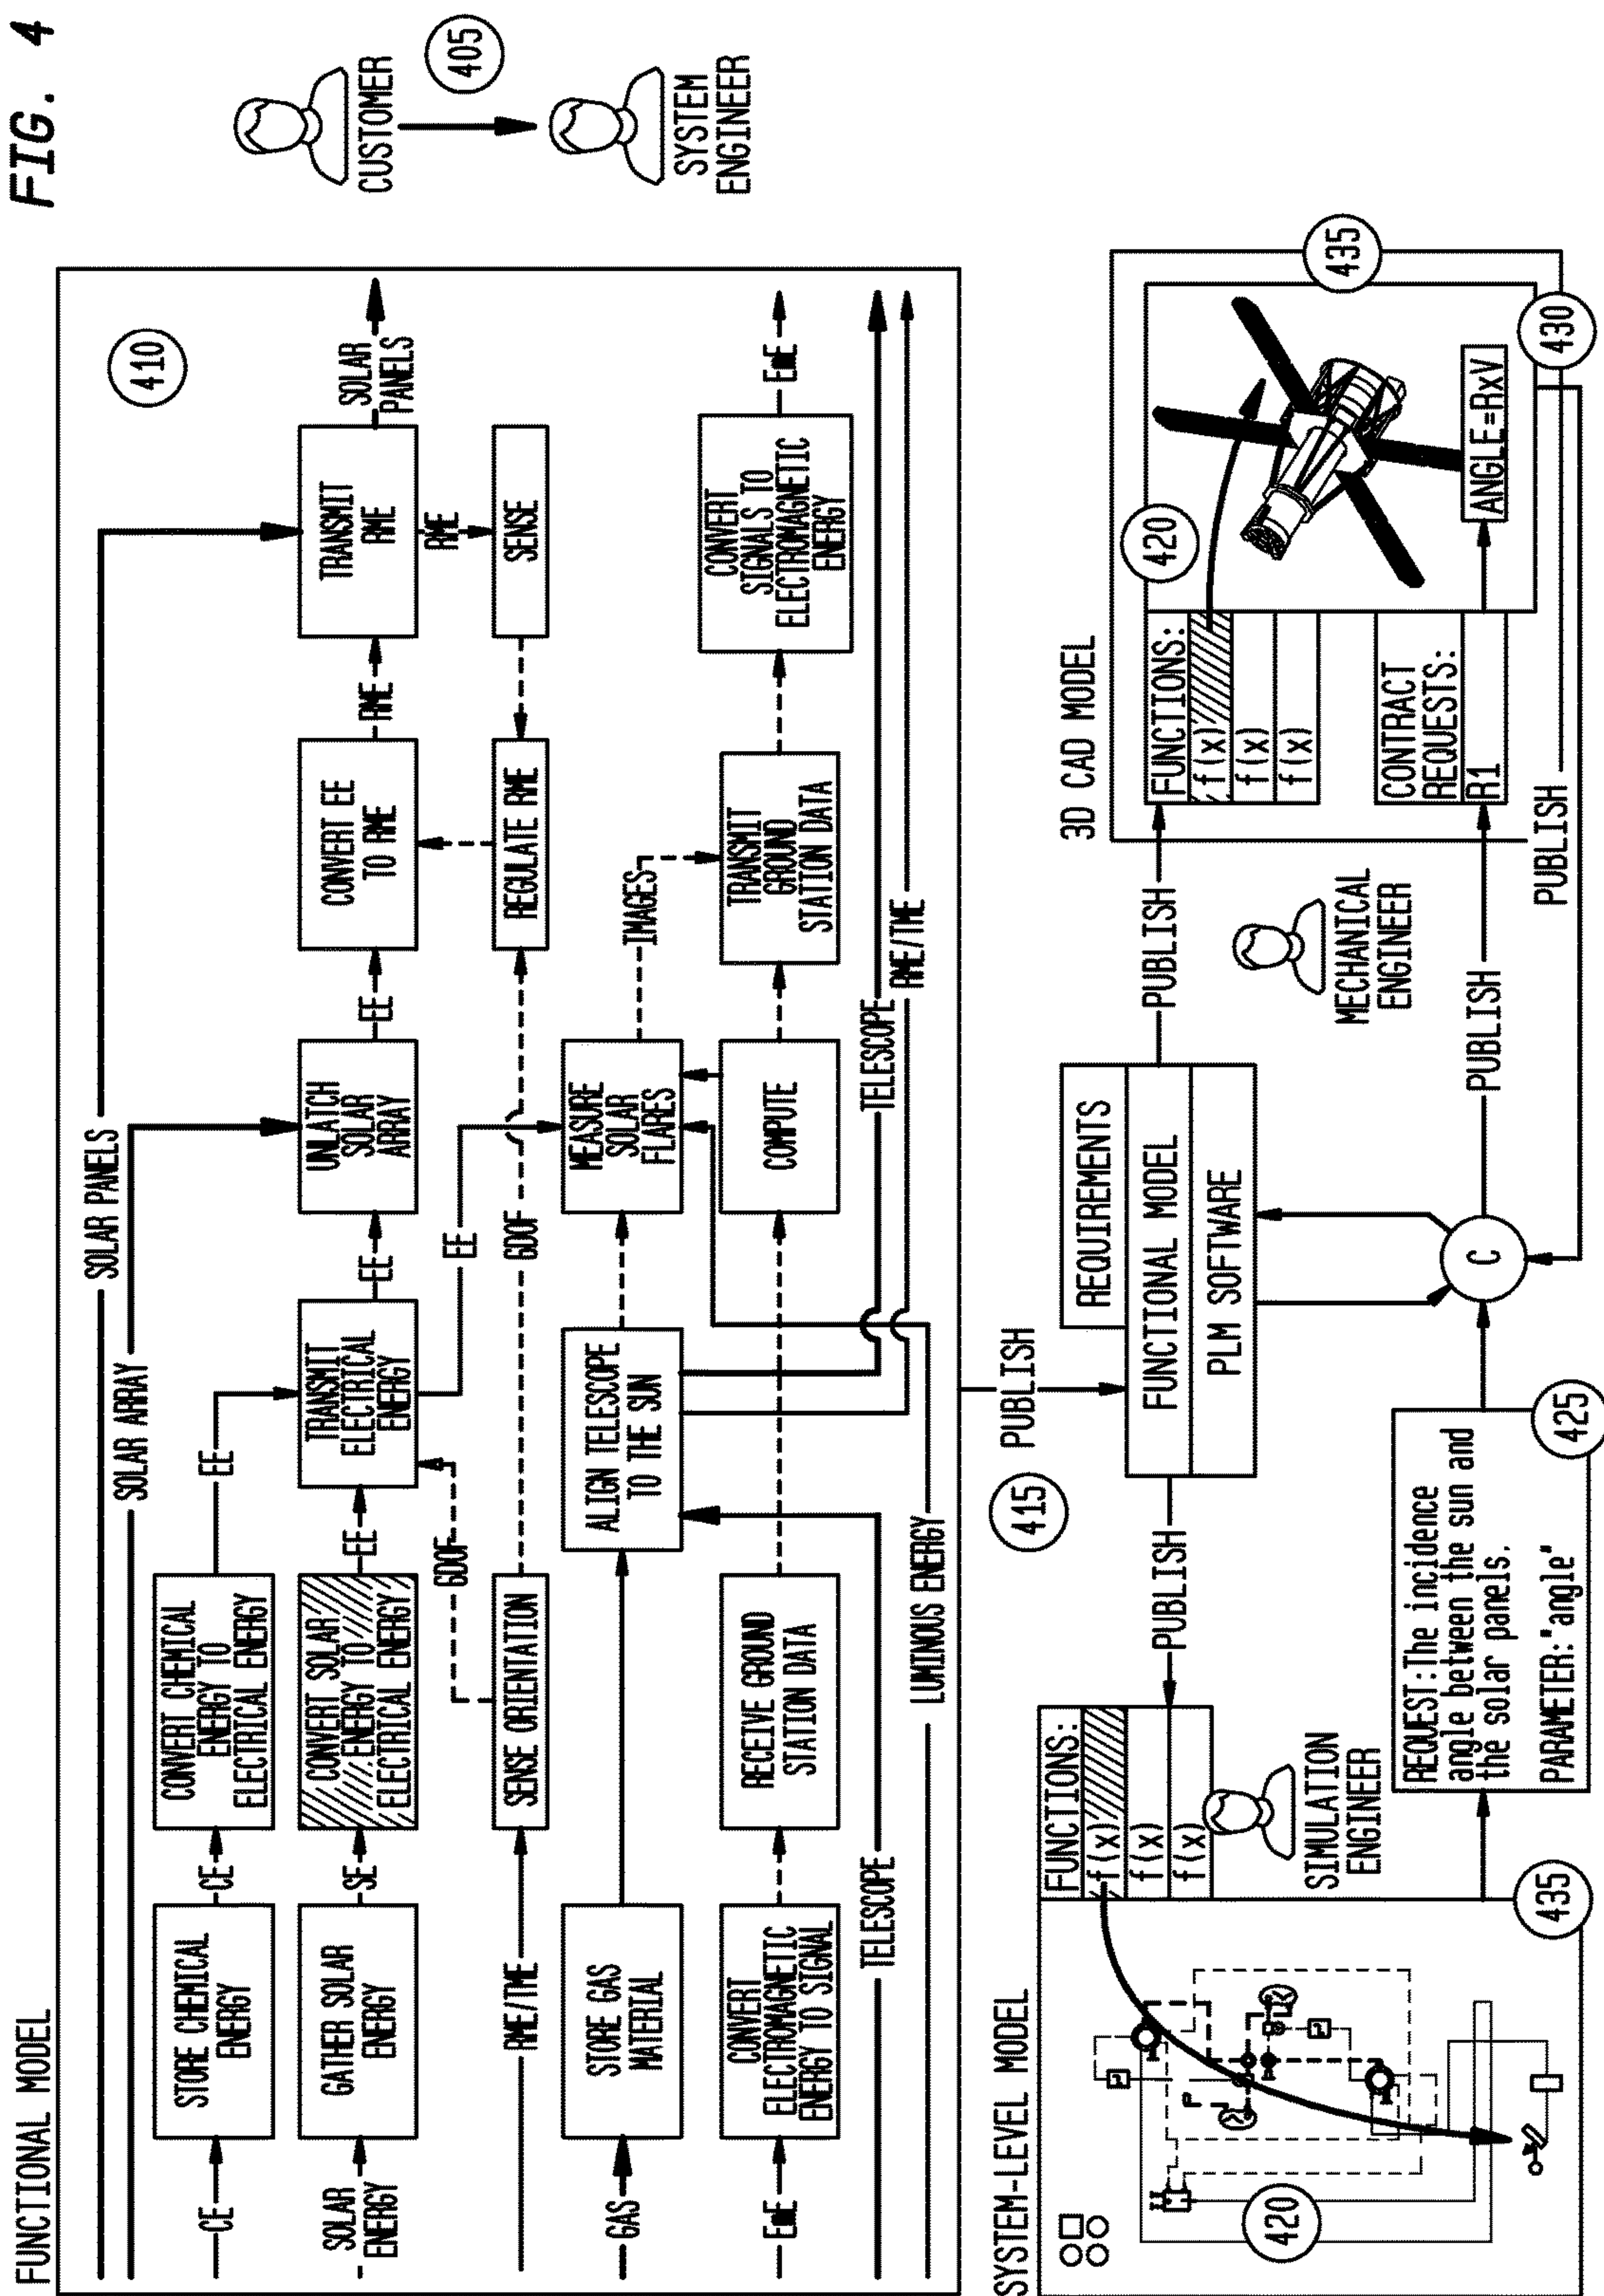 FIG. 4
FUNCTIONAL MODEL
410
SOLAR PANELS
SOLAR ARRAY
CE
STORE CHEMICAL
ENERGY
CE
CONVERT CHEMICAL
ENERGY TO
ELECTRICAL ENERGY
EE
SOLAR
ENERGY
GATHER SOLAR
ENERGY
SE
CONVERT SOLAR
ENERGY TO
ELECTRICAL ENERGY
EE
TRANSMIT
ELECTRICAL
ENERGY
EE
UNLATCH
SOLAR
ARRAY
EE
CONVERT EE
TO RME
RME
TRANSMIT
RME
SOLAR
PANELS
GDOF
EE
RME
RME/TME
SENSE ORIENTATION
GDOF
REGULATE RME
SENSE
GAS
STORE GAS
MATERIAL
ALIGN TELESCOPE
TO THE SUN
MEASURE
SOLAR
FLARES
IMAGES
EmE
CONVERT
ELECTROMAGNETIC
ENERGY TO SIGNAL
RECEIVE GROUND
STATION DATA
COMPUTE
TRANSMIT
GROUND
STATION DATA
CONVERT
SIGNALS TO
ELECTROMAGNETIC
ENERGY
EmE
TELESCOPE
TELESCOPE
RME/TME
LUMINOUS ENERGY
CUSTOMER
405
SYSTEM
ENGINEER
415
PUBLISH
SYSTEM-LEVEL MODEL
420
435
FUNCTIONS:
f(x)
f(x)
f(x)
SIMULATION
ENGINEER
PUBLISH
REQUIREMENTS
FUNCTIONAL MODEL
PLM SOFTWARE
PUBLISH
REQUEST:The incidence
angle between the sun and
the solar panels.
PARAMETER:"angle"
425
C
PUBLISH
MECHANICAL
ENGINEER
3D CAD MODEL
FUNCTIONS:
f(x)
f(x)
f(x)
420
CONTRACT
REQUESTS:
R1
ANGLE=RxV
435
430
PUBLISH